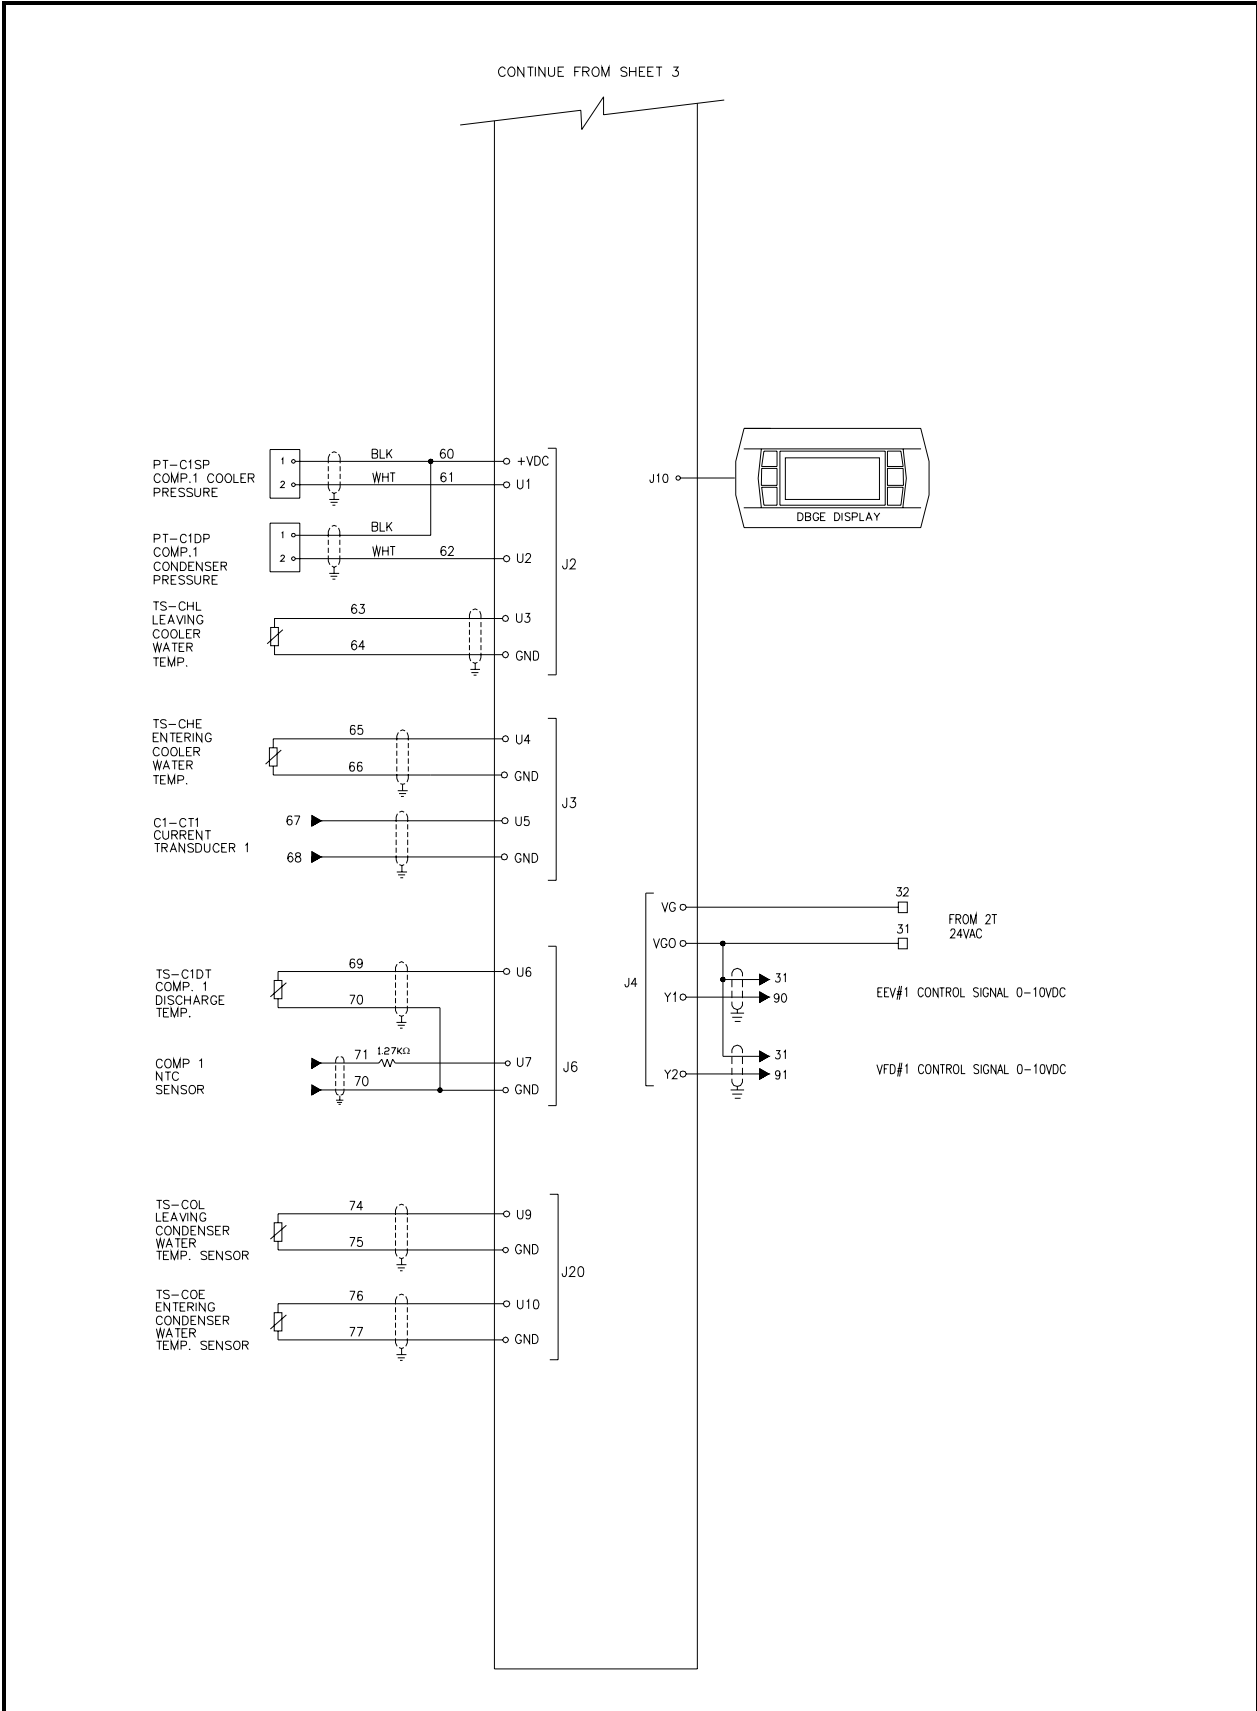 CONTINUE FROM SHEET 3
PT-C1SP
COMP.1 COOLER
PRESSURE
1
2
BLK
60
+VDC
WHT
61
U1
PT-C1DP
COMP.1
CONDENSER
PRESSURE
1
2
BLK
WHT
62
U2
J2
TS-CHL
LEAVING
COOLER
WATER
TEMP.
63
U3
64
GND
TS-CHE
ENTERING
COOLER
WATER
TEMP.
65
U4
66
GND
J3
C1-CT1
CURRENT
TRANSDUCER 1
67
U5
68
GND
TS-C1DT
COMP. 1
DISCHARGE
TEMP.
69
U6
70
J6
COMP 1
NTC
SENSOR
71
1.27KΩ
U7
70
GND
TS-COL
LEAVING
CONDENSER
WATER
TEMP. SENSOR
74
U9
75
GND
J20
TS-COE
ENTERING
CONDENSER
WATER
TEMP. SENSOR
76
U10
77
GND
J10
DBGE DISPLAY
J4
VG
32
VG0
31
FROM 2T
24VAC
31
Y1
90
EEV#1 CONTROL SIGNAL 0-10VDC
31
Y2
91
VFD#1 CONTROL SIGNAL 0-10VDC